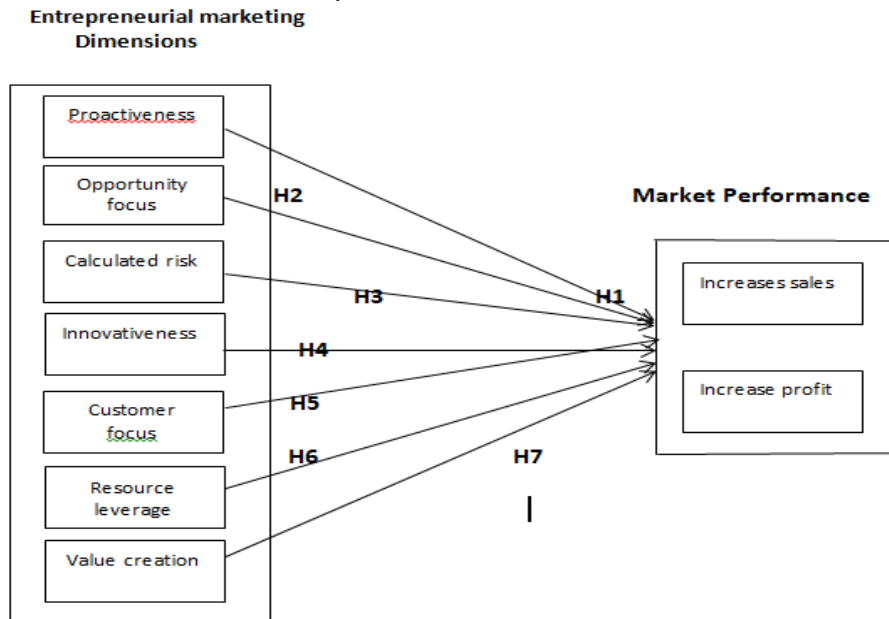 Entrepreneurial marketing
Dimensions
Proactiveness
Opportunity
focus
H2
Market Performance
Calculated risk
Increases sales
H3
H1
Innovativeness
H4
Increase profit
Customer
focus
H5
H6
H7
Resource
leverage
Value creation